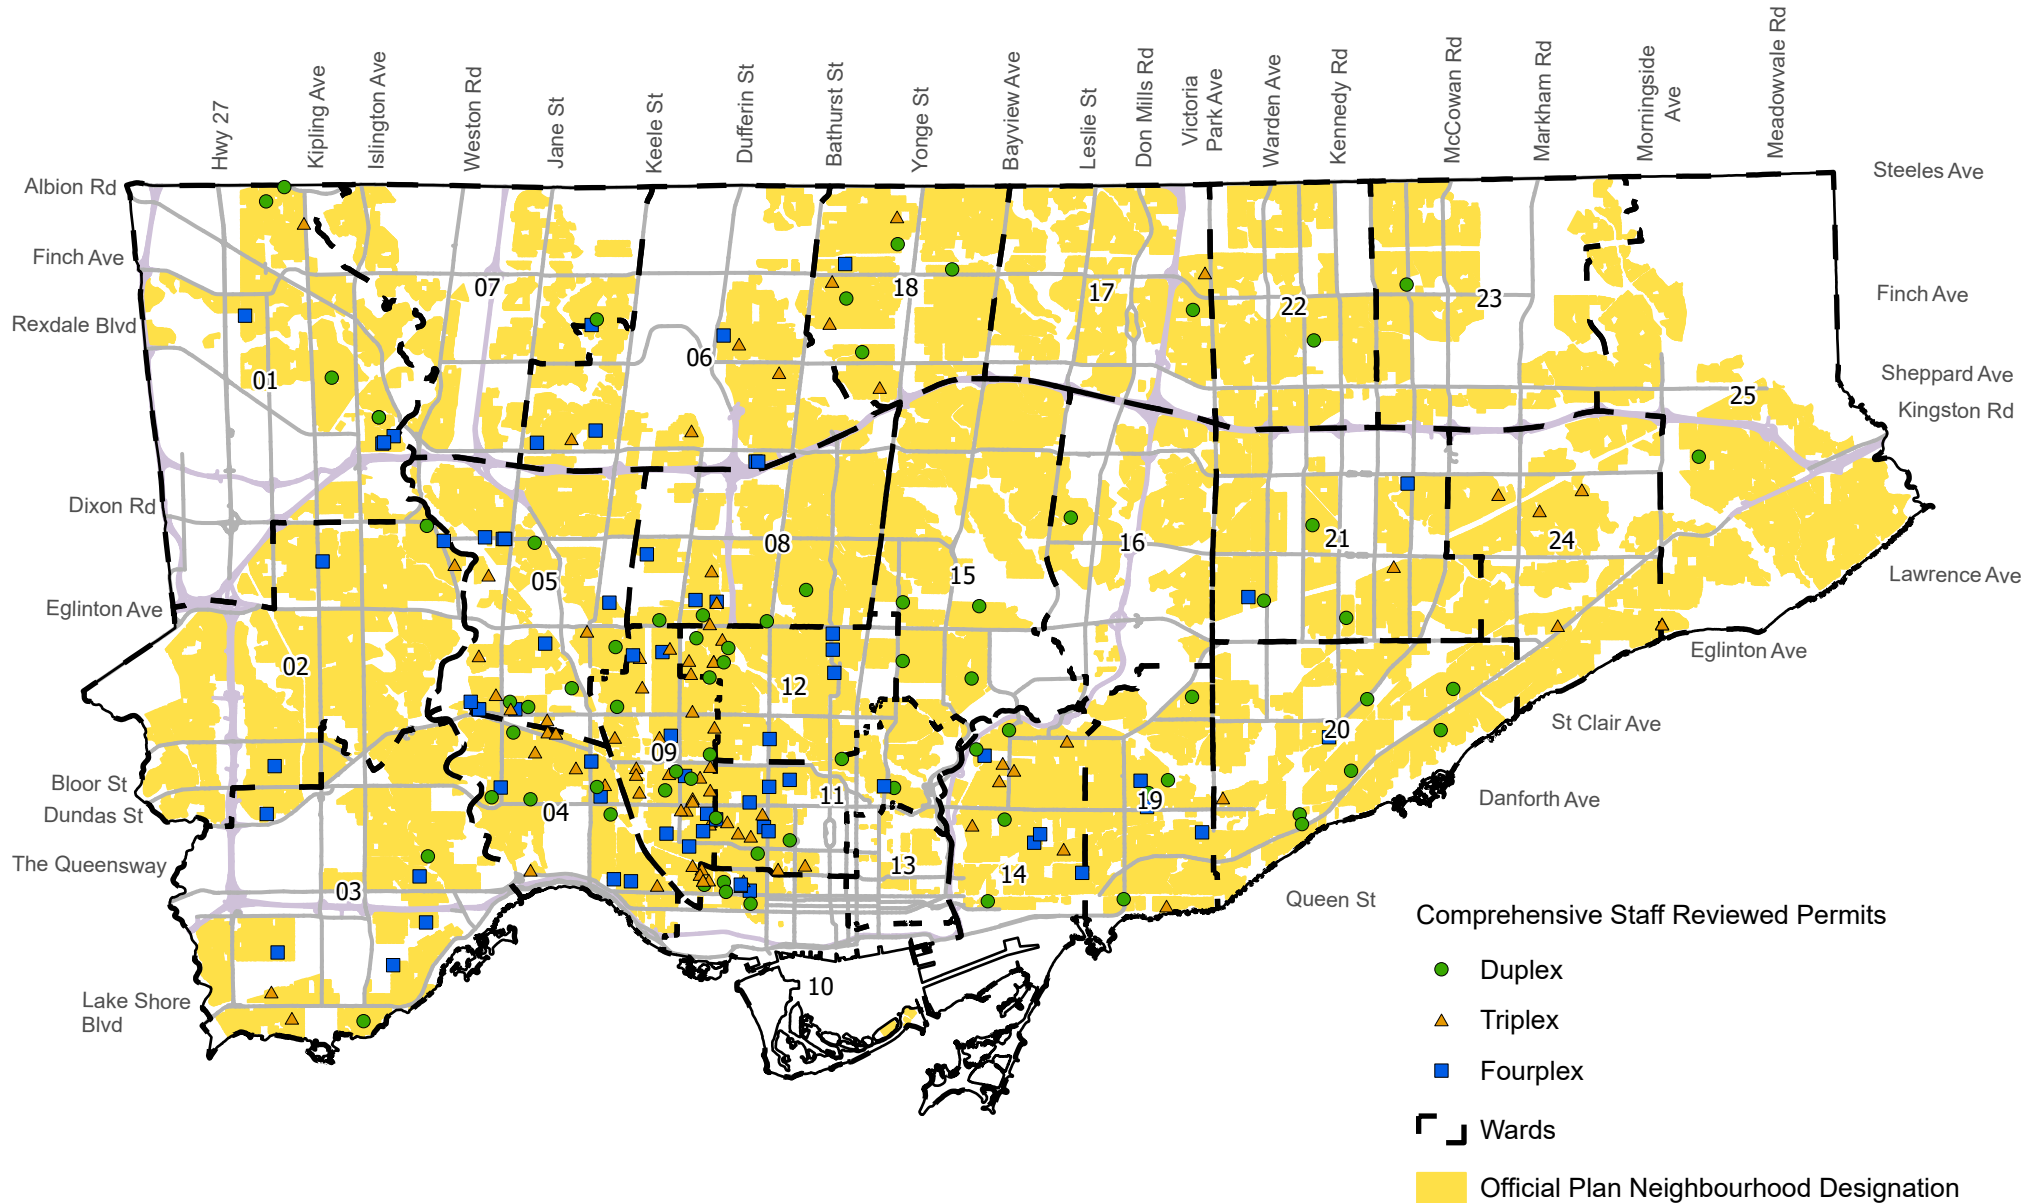 Hwy 27
Kipling Ave
Islington Ave
Weston Rd
Jane St
Keele St
Dufferin St
Bathurst St
Yonge St
Bayview Ave
Leslie St
Don Mills Rd
Victoria
Park Ave
Warden Ave
Kennedy Rd
McCowan Rd
Markham Rd
Morningside
Ave
Meadowvale Rd
Albion Rd
Finch Ave
Rexdale Blvd
Dixon Rd
Eglinton Ave
Bloor St
Dundas St
The Queensway
Lake Shore
Blvd
Steeles Ave
Finch Ave
Sheppard Ave
Kingston Rd
Lawrence Ave
Eglinton Ave
St Clair Ave
Danforth Ave
Queen St
07
18
17
22
23
06
01
25
08
16
21
24
05
15
02
12
09
20
11
19
04
13
14
03
10
Comprehensive Staff Reviewed Permits
Duplex
Triplex
Fourplex
Wards
Official Plan Neighbourhood Designation